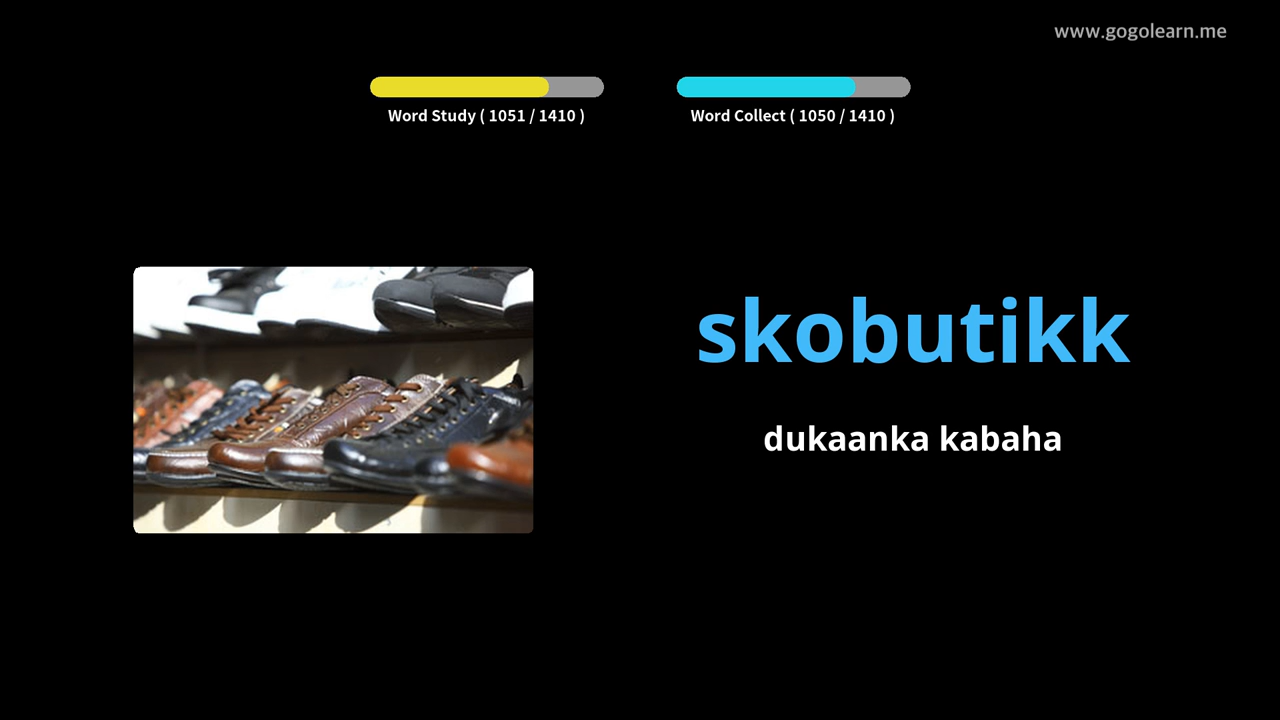 www.gogolearn.me
Word Study ( 1051 / 1410 )
Word Collect ( 1050 / 1410 )
skobutikk
dukaanka kabaha